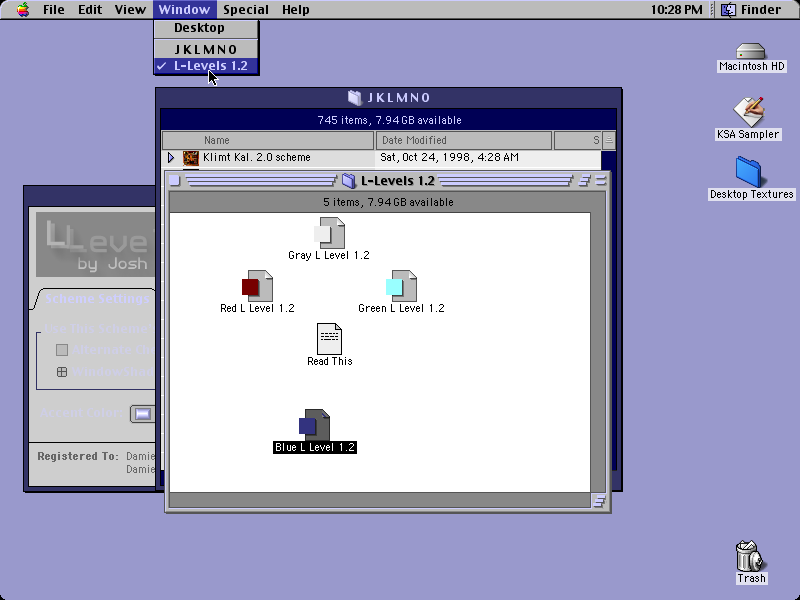 File Edit View Window Special Help 10:28 PM Finder
Desktop
JKLMNO
✓ L-Levels 1.2
Macintosh HD
KSA Sampler
Desktop Textures
Trash
JKLMNO
745 items, 7.94 GB available
Name Date Modified S
Klimt Kal. 2.0 scheme Sat, Oct 24, 1998, 4:28 AM
L-Levels 1.2
5 items, 7.94 GB available
Gray L Level 1.2
Red L Level 1.2
Green L Level 1.2
Read This
Blue L Level 1.2
LLeve
by Josh
Scheme Settings
Registered To: Damie
Damie